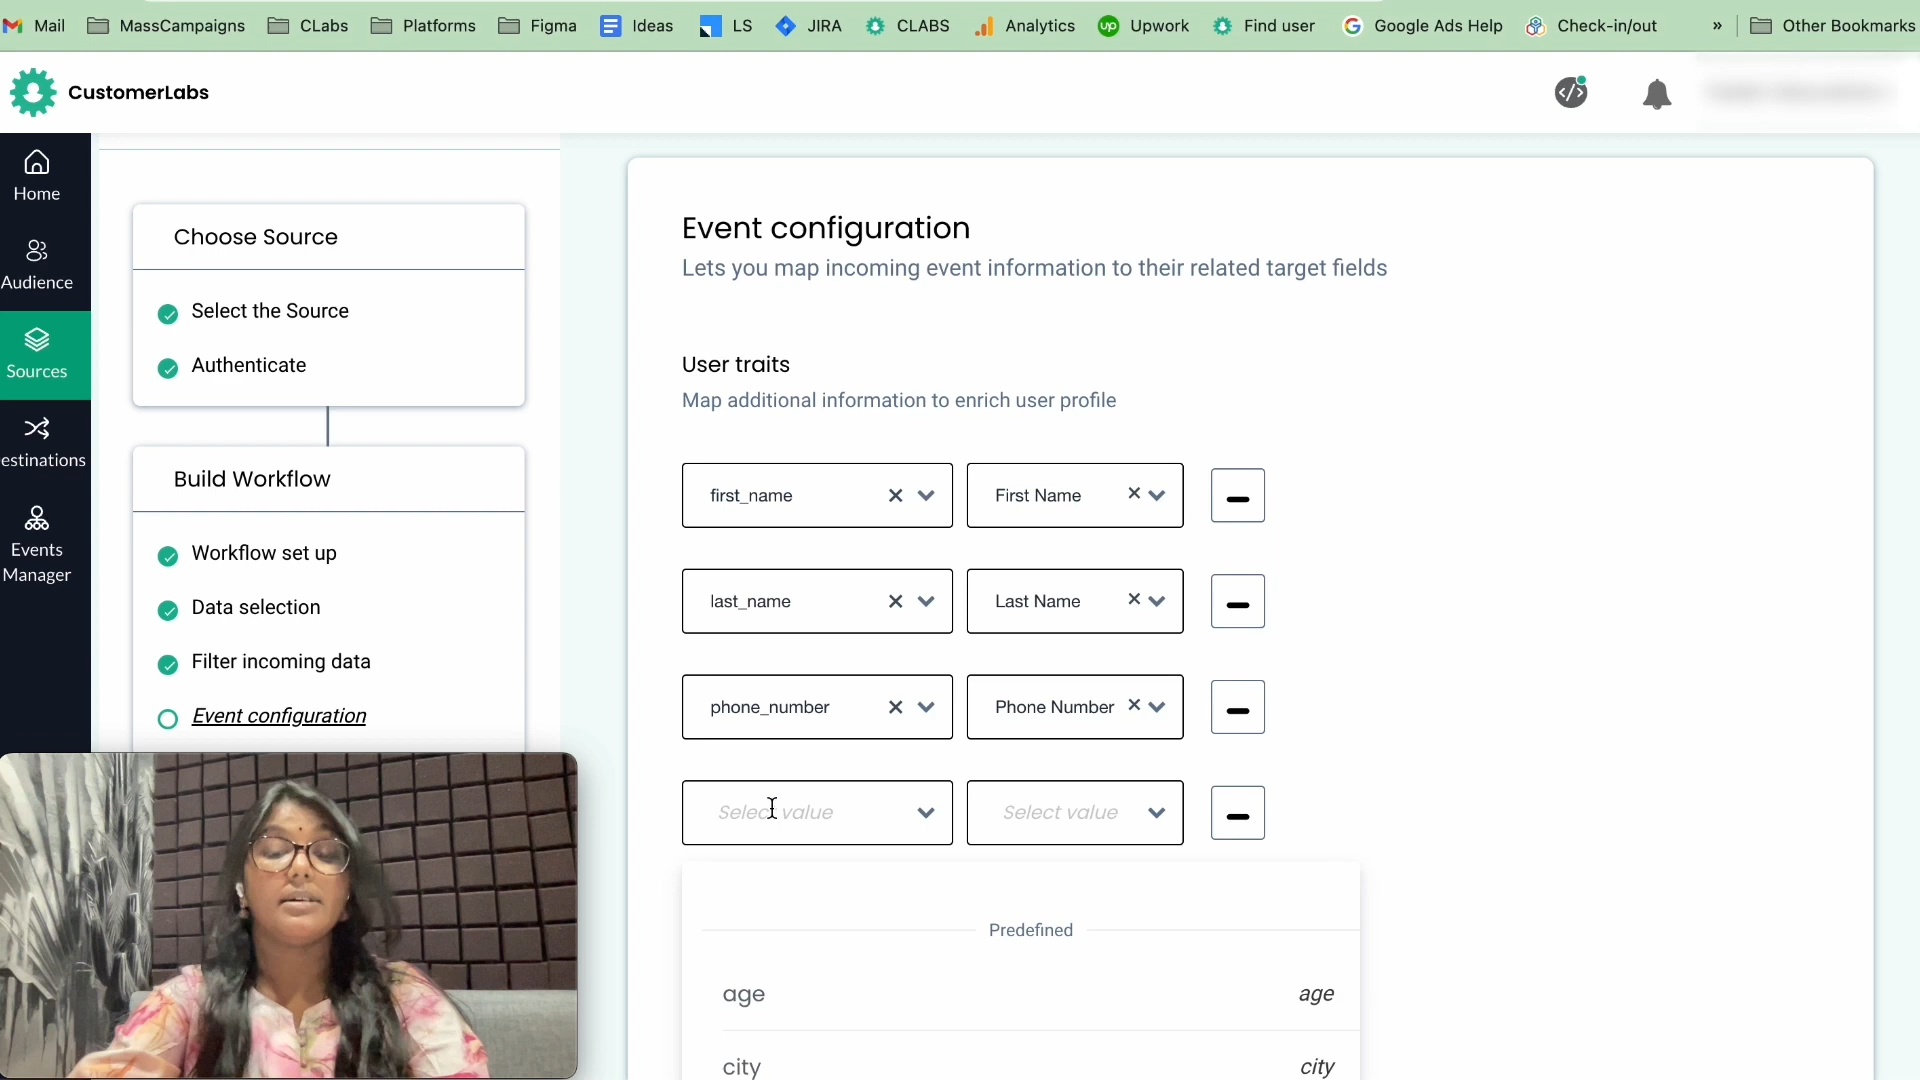 Mail
MassCampaigns
CLabs
Platforms
Figma
Ideas
LS
JIRA
CLABS
Analytics
up
Upwork
Find user
Google Ads Help
Check-in/out
»
Other Bookmarks
CustomerLabs
Home
Audience
Sources
estinations
Events
Manager
Choose Source
Select the Source
Authenticate
Build Workflow
Workflow set up
Data selection
Filter incoming data
Event configuration
Event configuration
Lets you map incoming event information to their related target fields
User traits
Map additional information to enrich user profile
first_name First Name
last_name Last Name
phone_number Phone Number
Select value Select value
Predefined
age age
city city